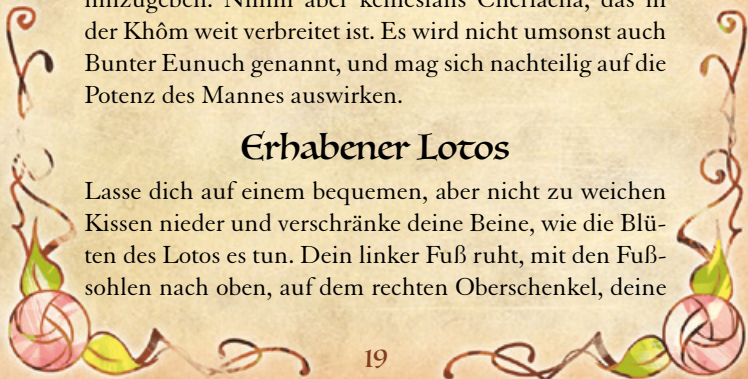 hinzugeben. Nimm aber keinesfalls Cheriacha, das in
der Khôm weit verbreitet ist. Es wird nicht umsonst auch
Bunter Eunuch genannt, und mag sich nachteilig auf die
Potenz des Mannes auswirken.
Erhabener Lotos
Lasse dich auf einem bequemen, aber nicht zu weichen
Kissen nieder und verschränke deine Beine, wie die Blü-
ten des Lotos es tun. Dein linker Fuß ruht, mit den Fuß-
sohlen nach oben, auf dem rechten Oberschenkel, deine
19